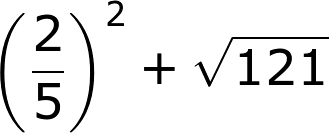 (2/5)² + √121